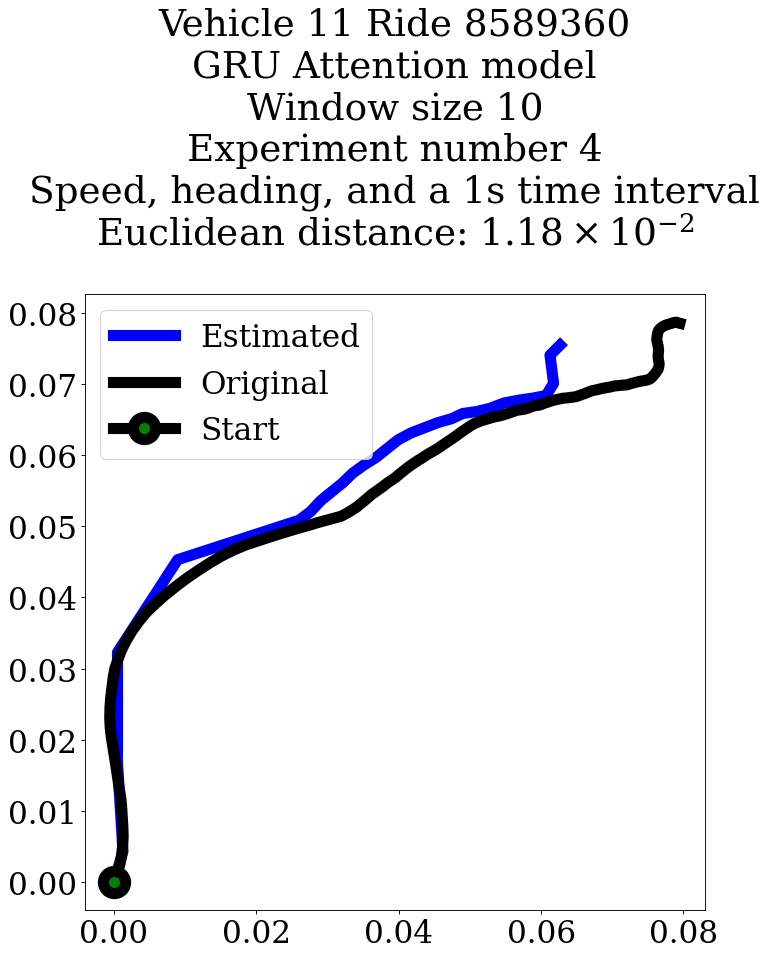 Vehicle 11 Ride 8589360
GRU Attention model
Window size 10
Experiment number 4
Speed, heading, and a 1s time interval
Euclidean distance: 1.18 × 10⁻²
0.08
0.07
0.06
0.05
0.04
0.03
0.02
0.01
0.00
Estimated
Original
Start
0.00 0.02 0.04 0.06 0.08